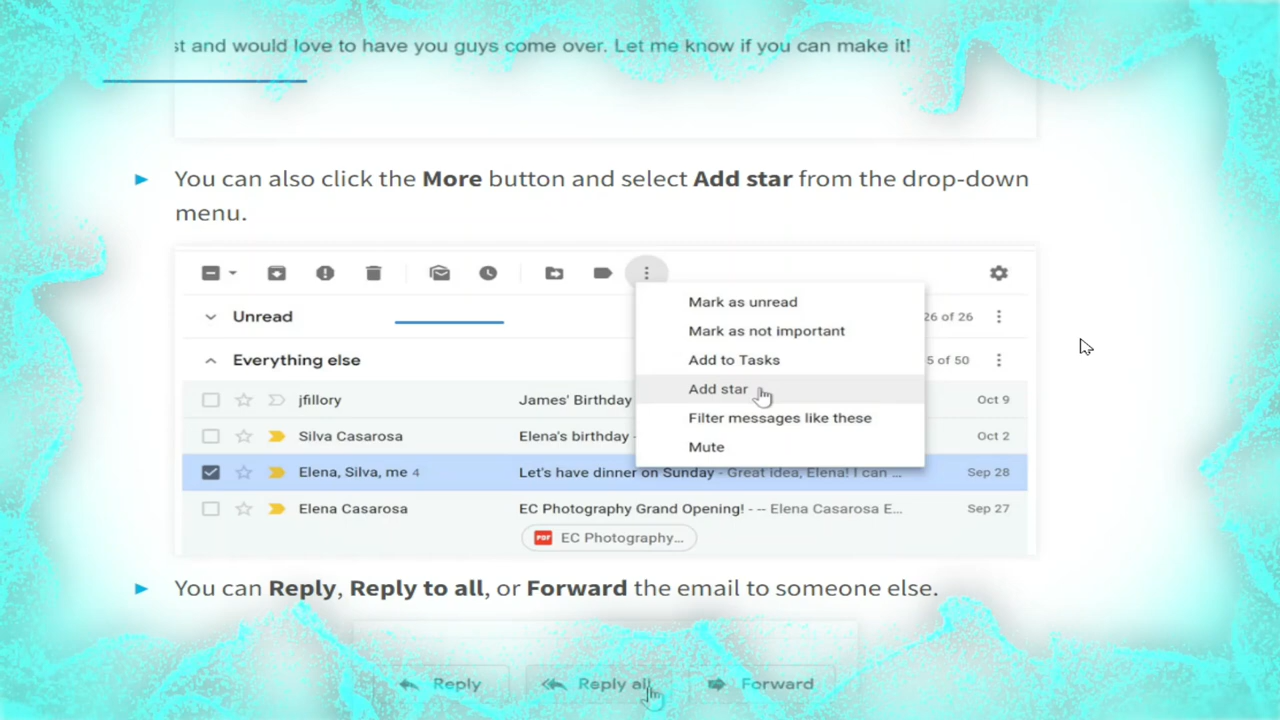 st and would love to have you guys come over. Let me know if you can make it!
You can also click the More button and select Add star from the drop-down
menu.
Unread
26 of 26
Everything else
5 of 50
Mark as unread
Mark as not important
Add to Tasks
Add star
Filter messages like these
Mute
jfillory James' Birthday Oct 9
Silva Casarosa Elena's birthday - Oct 2
Elena, Silva, me 4 Let's have dinner on Sunday - Great Idea, Elena! I can ... Sep 28
Elena Casarosa EC Photography Grand Opening! - -- Elena Casarosa E... Sep 27
PDF EC Photography...
You can Reply, Reply to all, or Forward the email to someone else.
Reply Reply all Forward